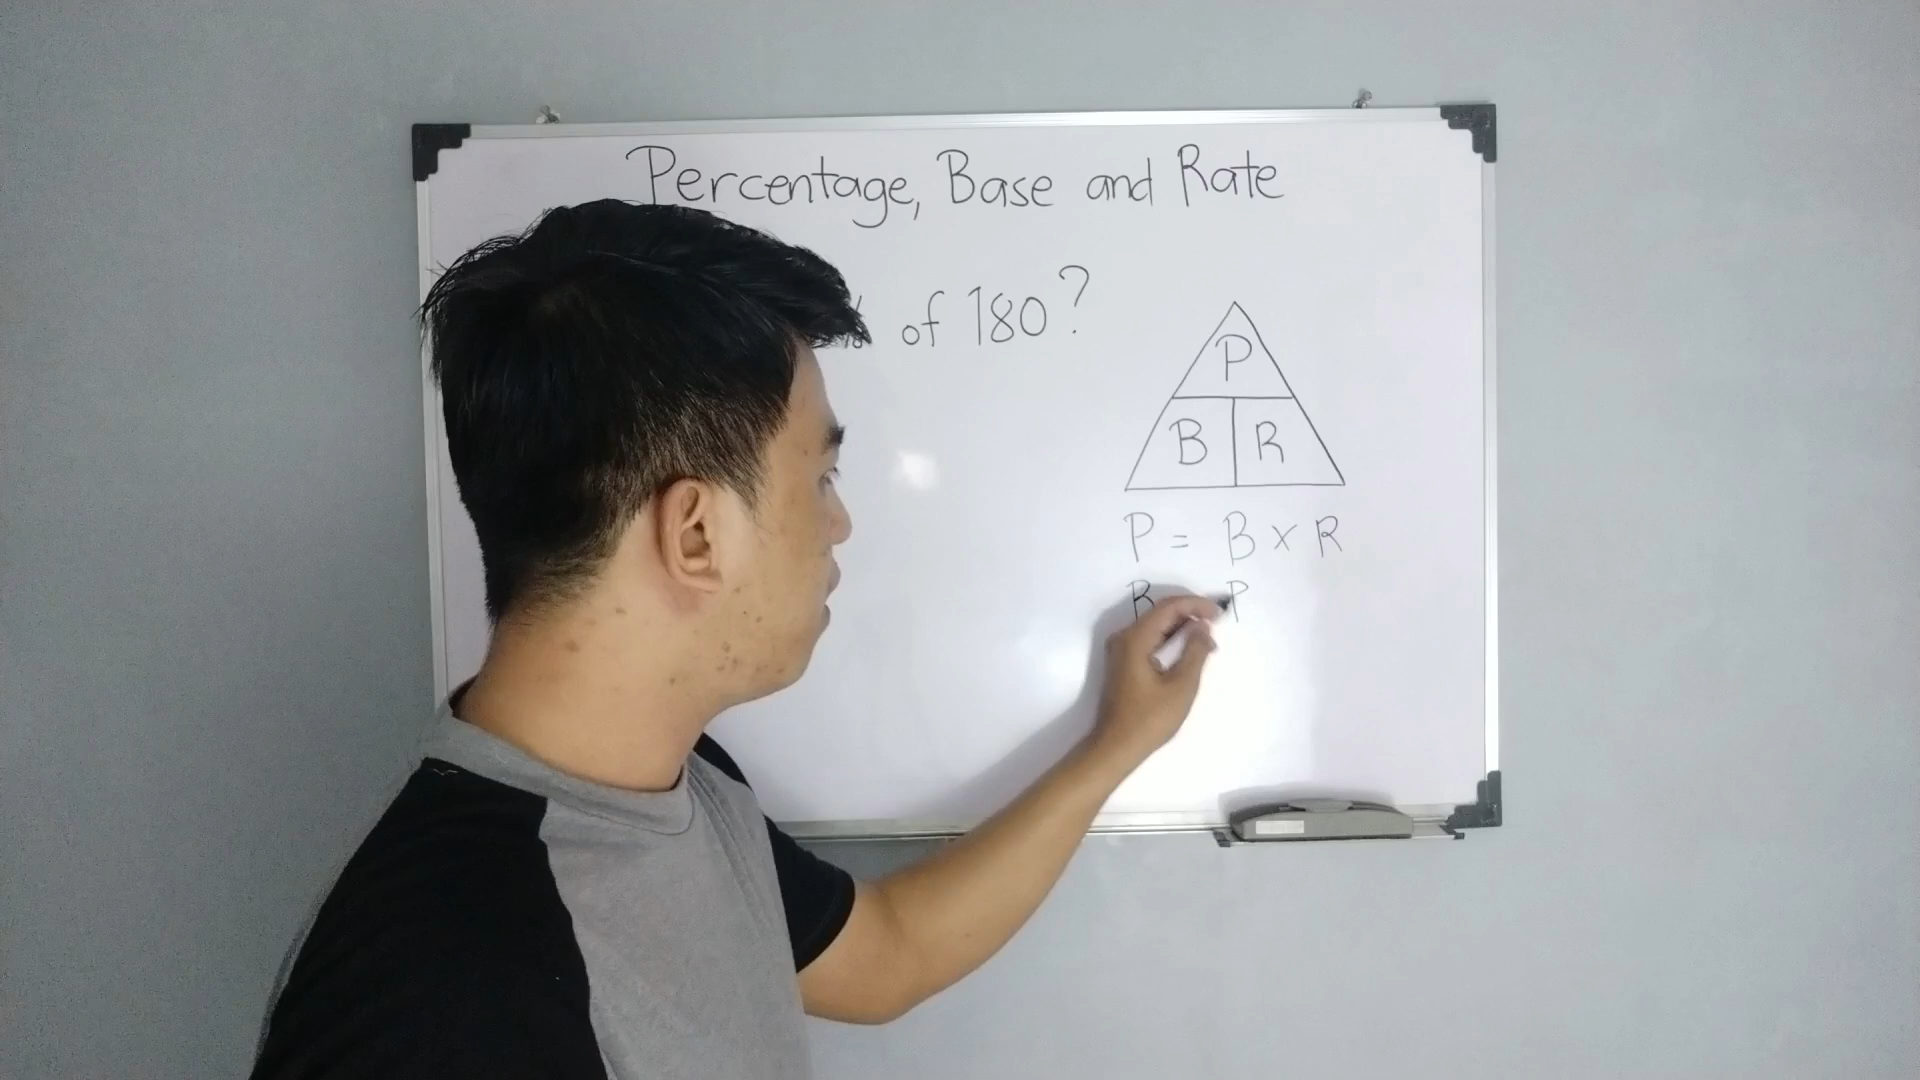 Percentage, Base and Rate
% of 180?
P
B R
P = B x R
P